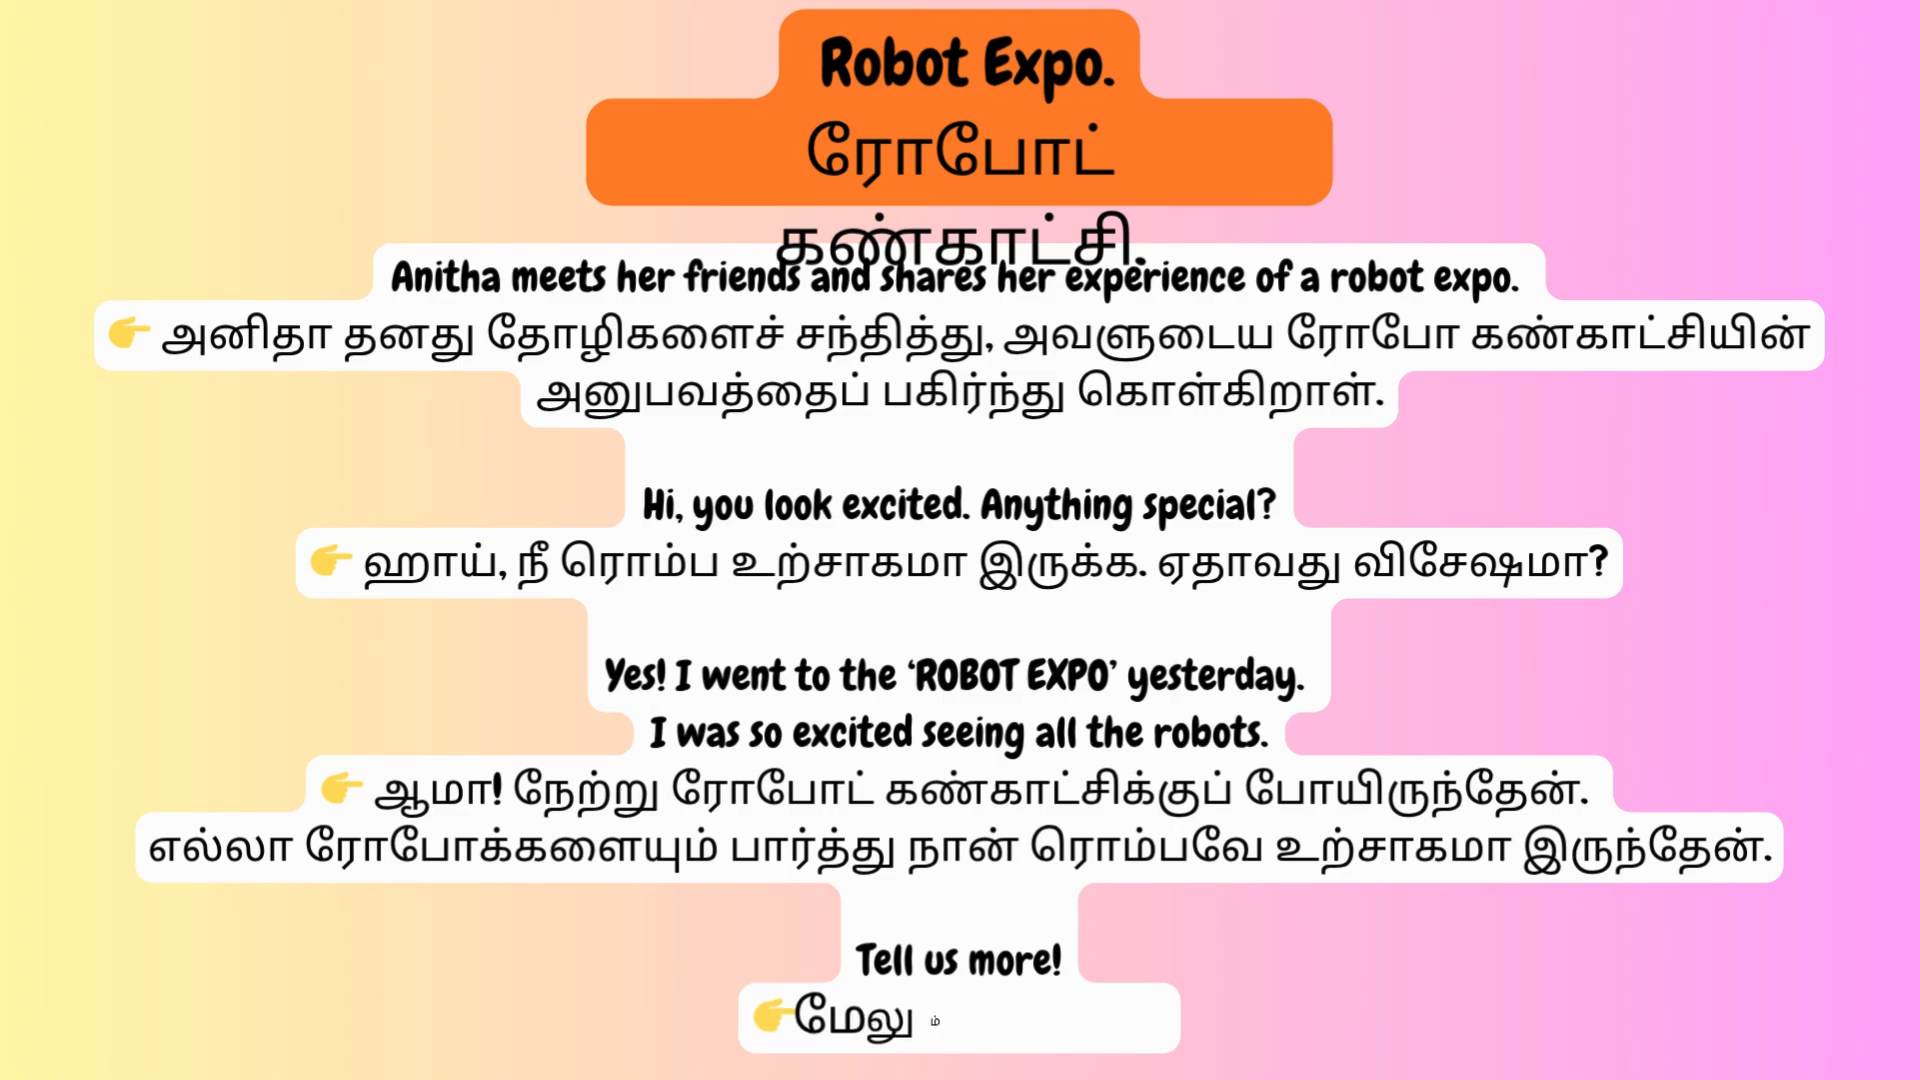 Robot Expo.
ரோபோட்
கண்காட்சி.
Anitha meets her friends and shares her experience of a robot expo.
👉 அனிதா தனது தோழிகளைச் சந்தித்து, அவளுடைய ரோபோ கண்காட்சியின்
அனுபவத்தைப் பகிர்ந்து கொள்கிறாள்.
Hi, you look excited. Anything special?
👉 ஹாய், நீ ரொம்ப உற்சாகமா இருக்க. ஏதாவது விசேஷமா?
Yes! I went to the ‘ROBOT EXPO’ yesterday.
I was so excited seeing all the robots.
👉 ஆமா! நேற்று ரோபோட் கண்காட்சிக்குப் போயிருந்தேன்.
எல்லா ரோபோக்களையும் பார்த்து நான் ரொம்பவே உற்சாகமா இருந்தேன்.
Tell us more!
👉மேலும்